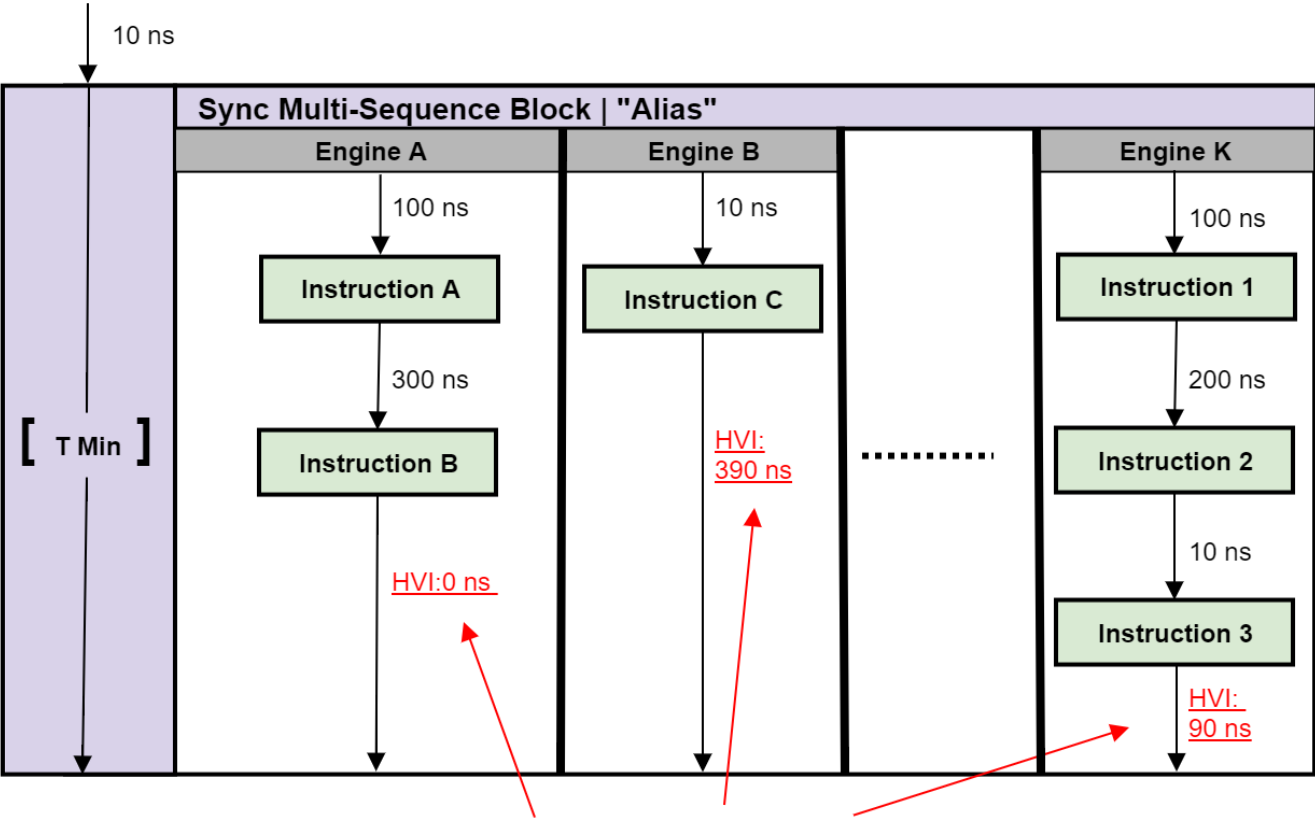 10 ns
Sync Multi-Sequence Block | "Alias"
Engine A
Engine B
Engine K
100 ns
10 ns
100 ns
Instruction A
Instruction C
Instruction 1
300 ns
200 ns
[ T Min ]
HVI:
390 ns
Instruction B
Instruction 2
10 ns
HVI:0 ns
Instruction 3
HVI:
90 ns